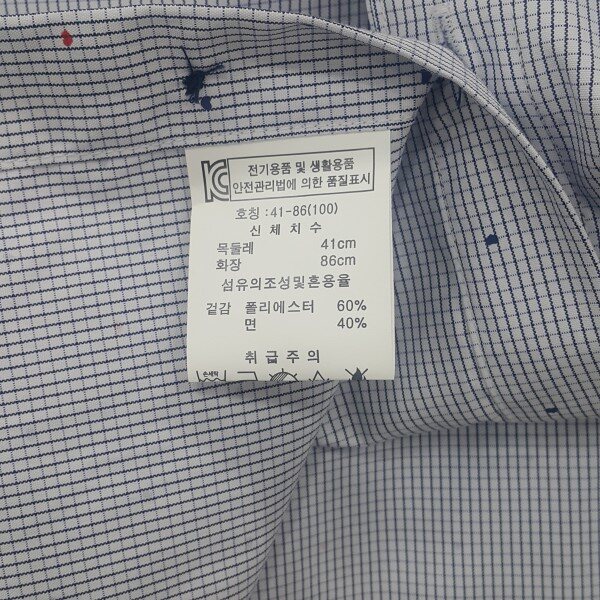 전기용품 및 생활용품
안전관리법에 의한 품질표시
호칭 : 41-86(100)
신 체 치 수
목둘레 41cm
화장 86cm
섬유의조성및혼용율
겉감 폴리에스터 60%
면 40%
취 급 주 의
손세탁